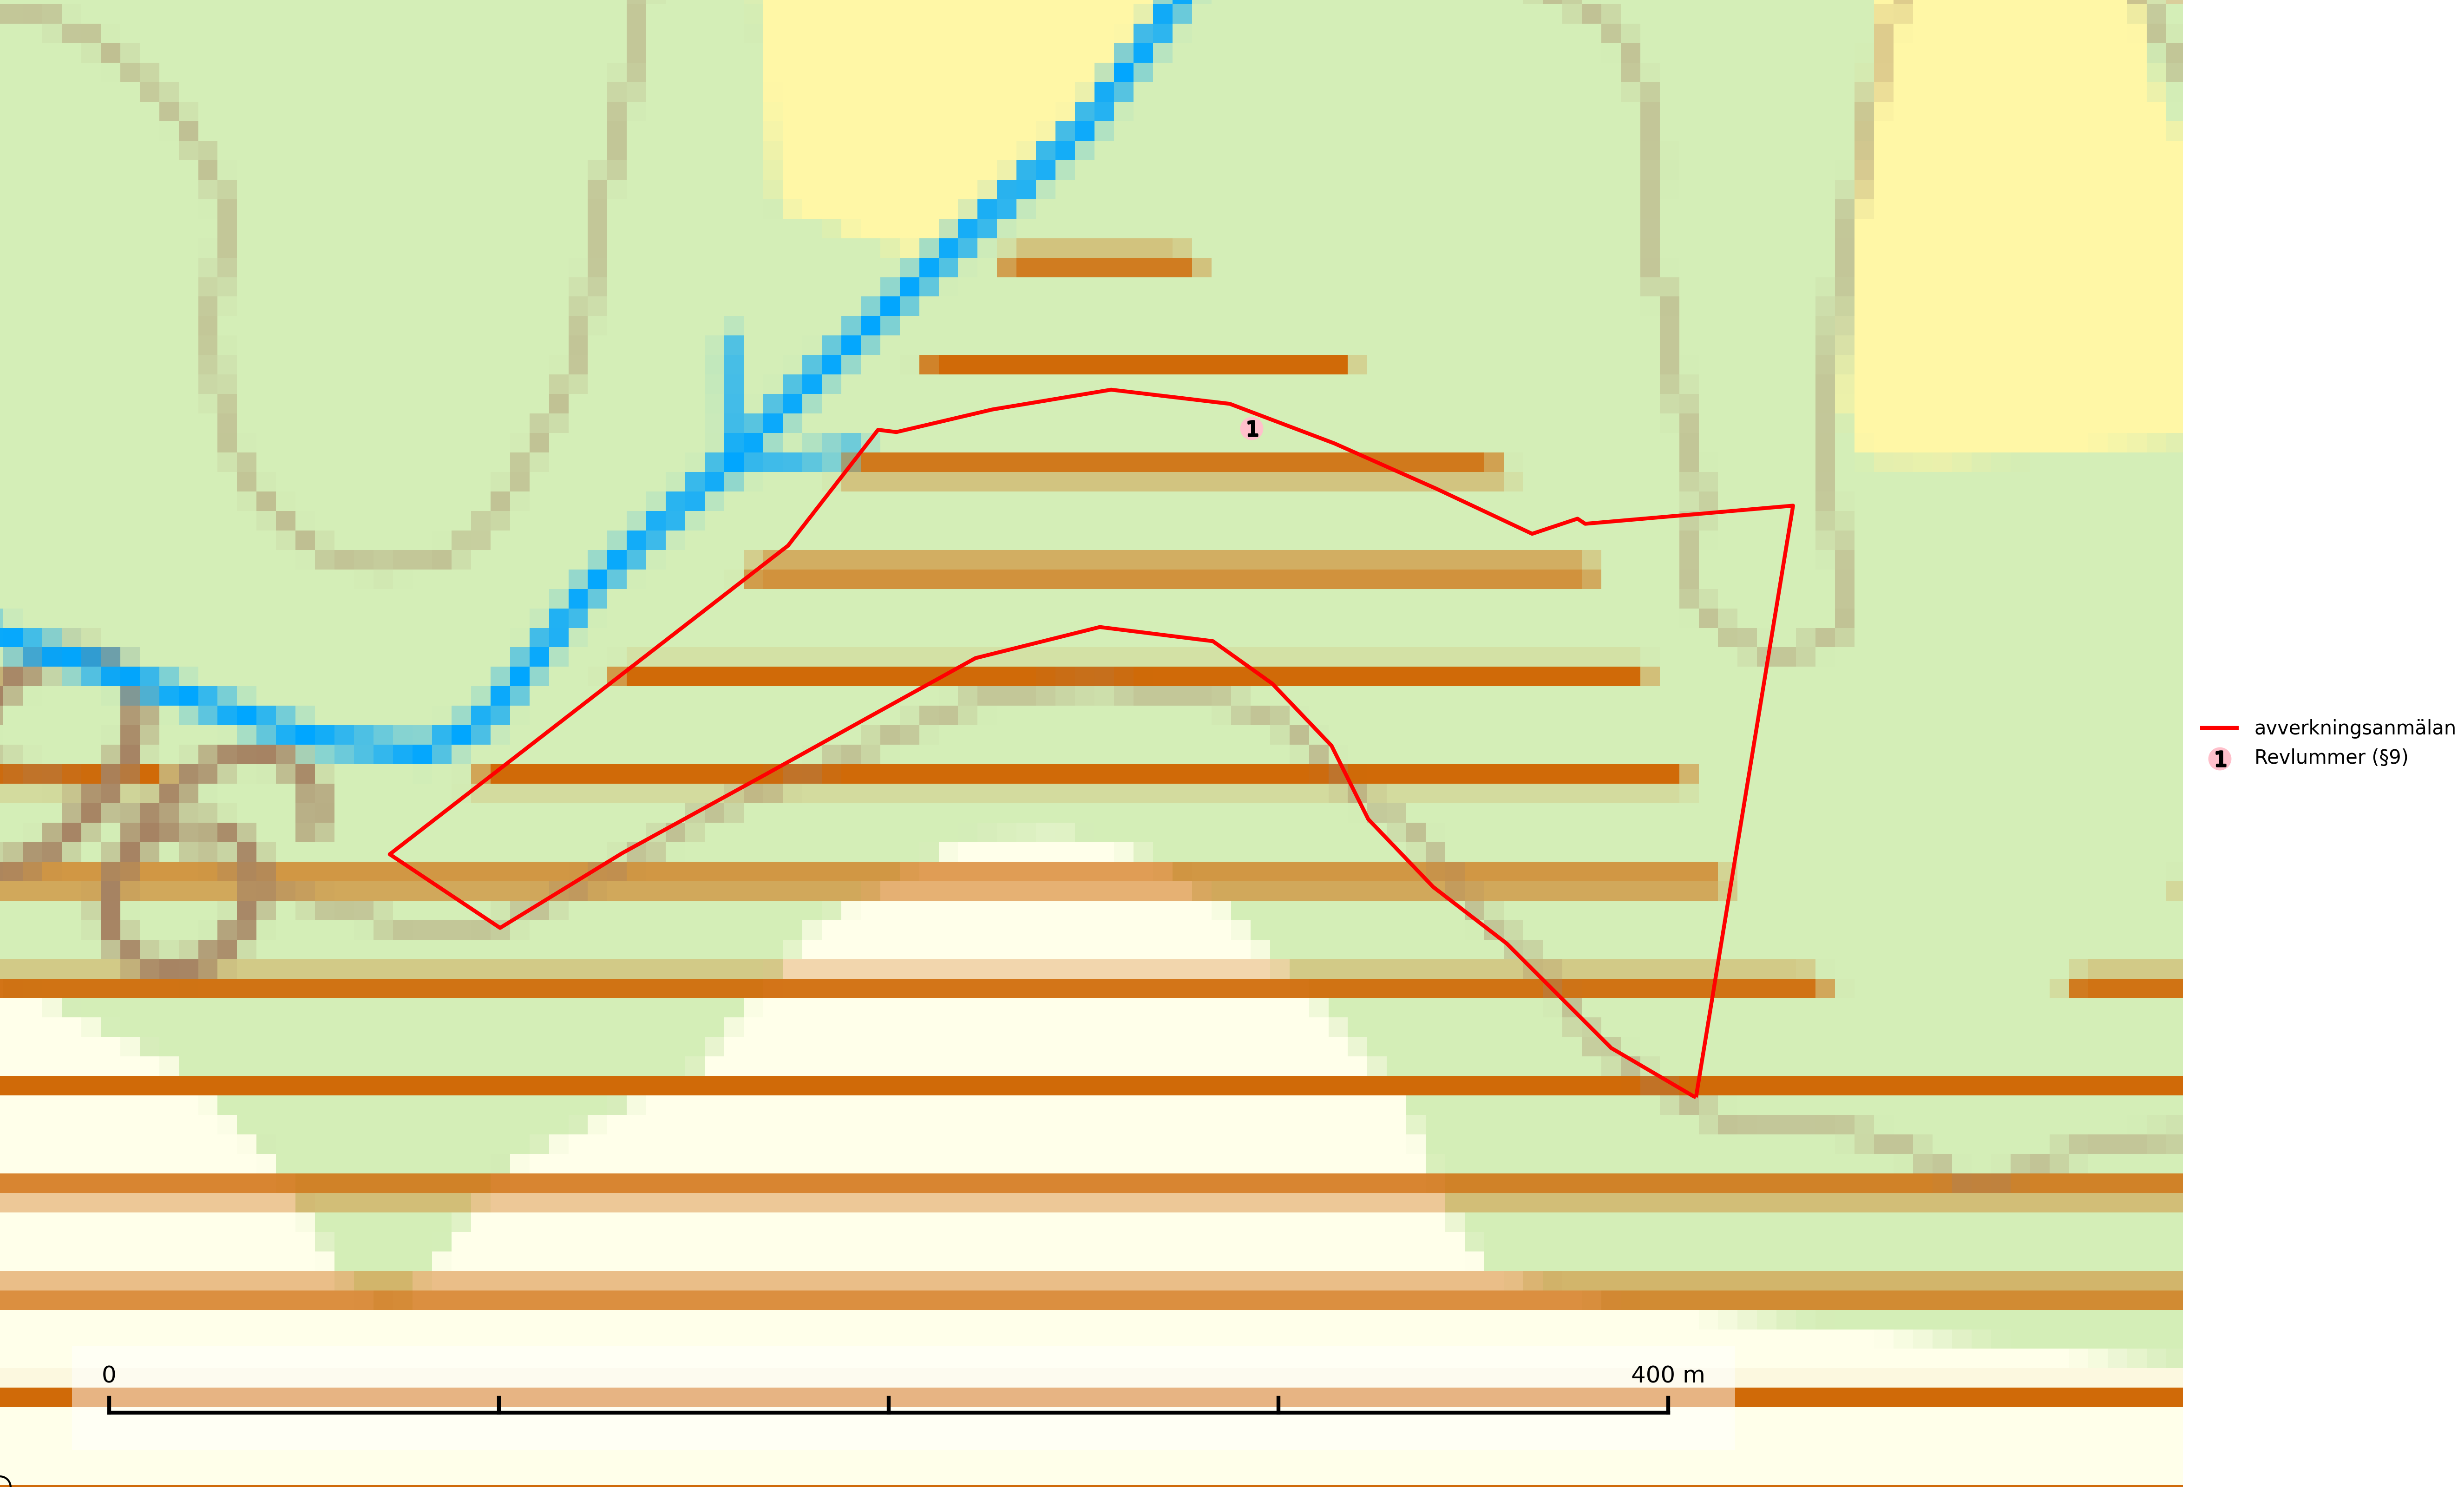 1
avverkningsanmälan
1 Revlummer (§9)
0 400 m